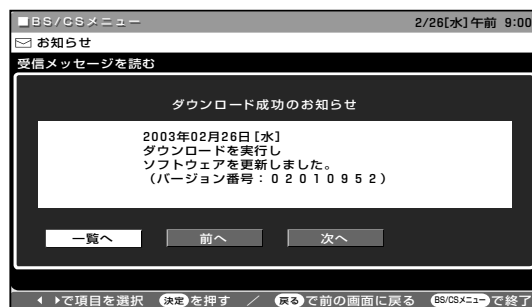 ■BS/CSメニュー 2/26[水]午前 9:00
お知らせ
受信メッセージを読む
ダウンロード成功のお知らせ
2003年02月26日[水]
ダウンロードを実行し
ソフトウェアを更新しました。
(バージョン番号:02010952)
一覧へ 前へ 次へ
で項目を選択 決定を押す / 戻るで前の画面に戻る BS/CSメニューで終了